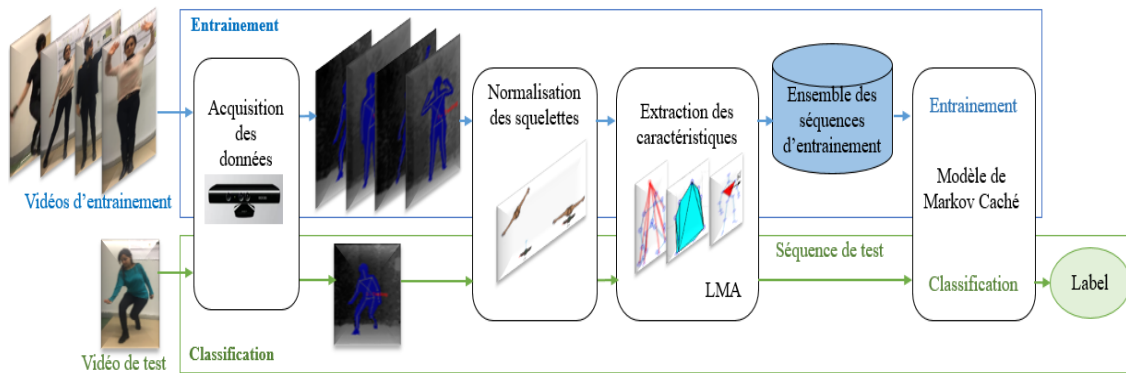 Entrainement
Acquisition
des
données
Normalisation
des squelettes
Extraction des
caractéristiques
LMA
Ensemble des
séquences
d'entrainement
Entrainement
Modèle de
Markov Caché
Classification
Vidéos d'entrainement
Séquence de test
Label
Vidéo de test
Classification